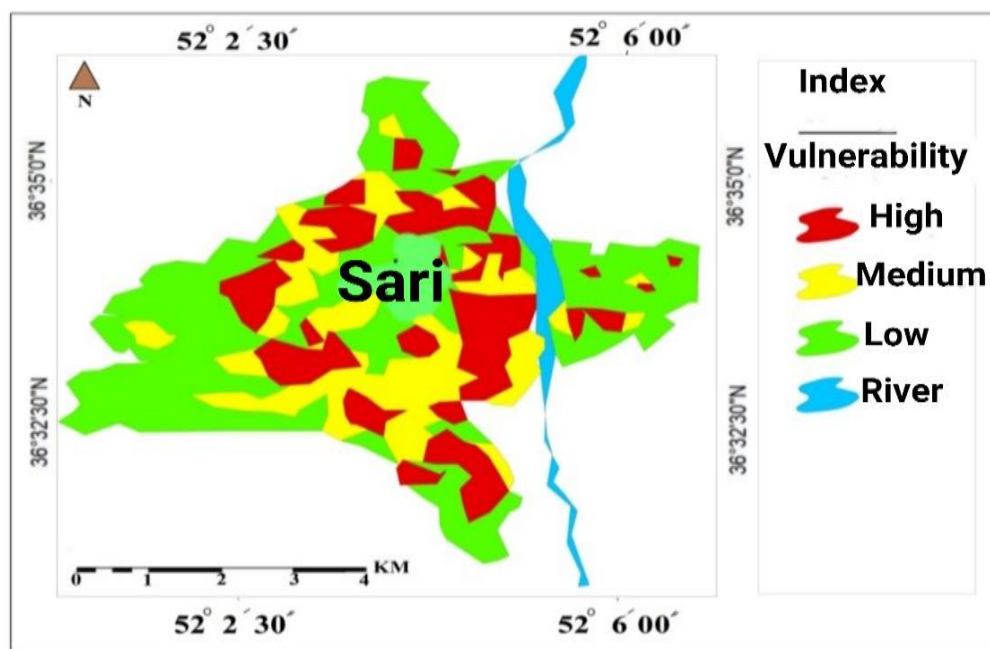 52° 2´30" 52° 6´00"
N
Index
Vulnerability
36°35'0"N
36°35'0"N
High
Sari
Medium
Low
River
36°32'30"N
36°32'30"N
0 1 2 3 4 KM
52° 2´30" 52° 6´00"